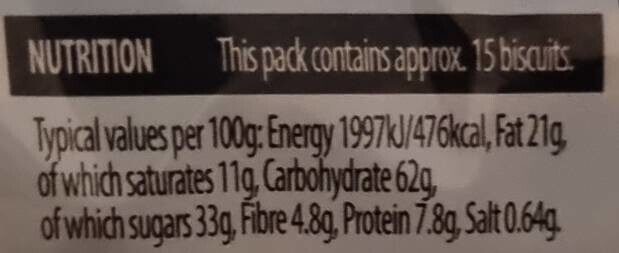 NUTRITION This pack contains approx. 15 biscuits.
Typical values per 100g: Energy 1997kJ/476kcal, Fat 21g,
of which saturates 11g, Carbohydrate 62g,
of which sugars 33g, Fibre 4.8g, Protein 7.8g, Salt 0.64g.